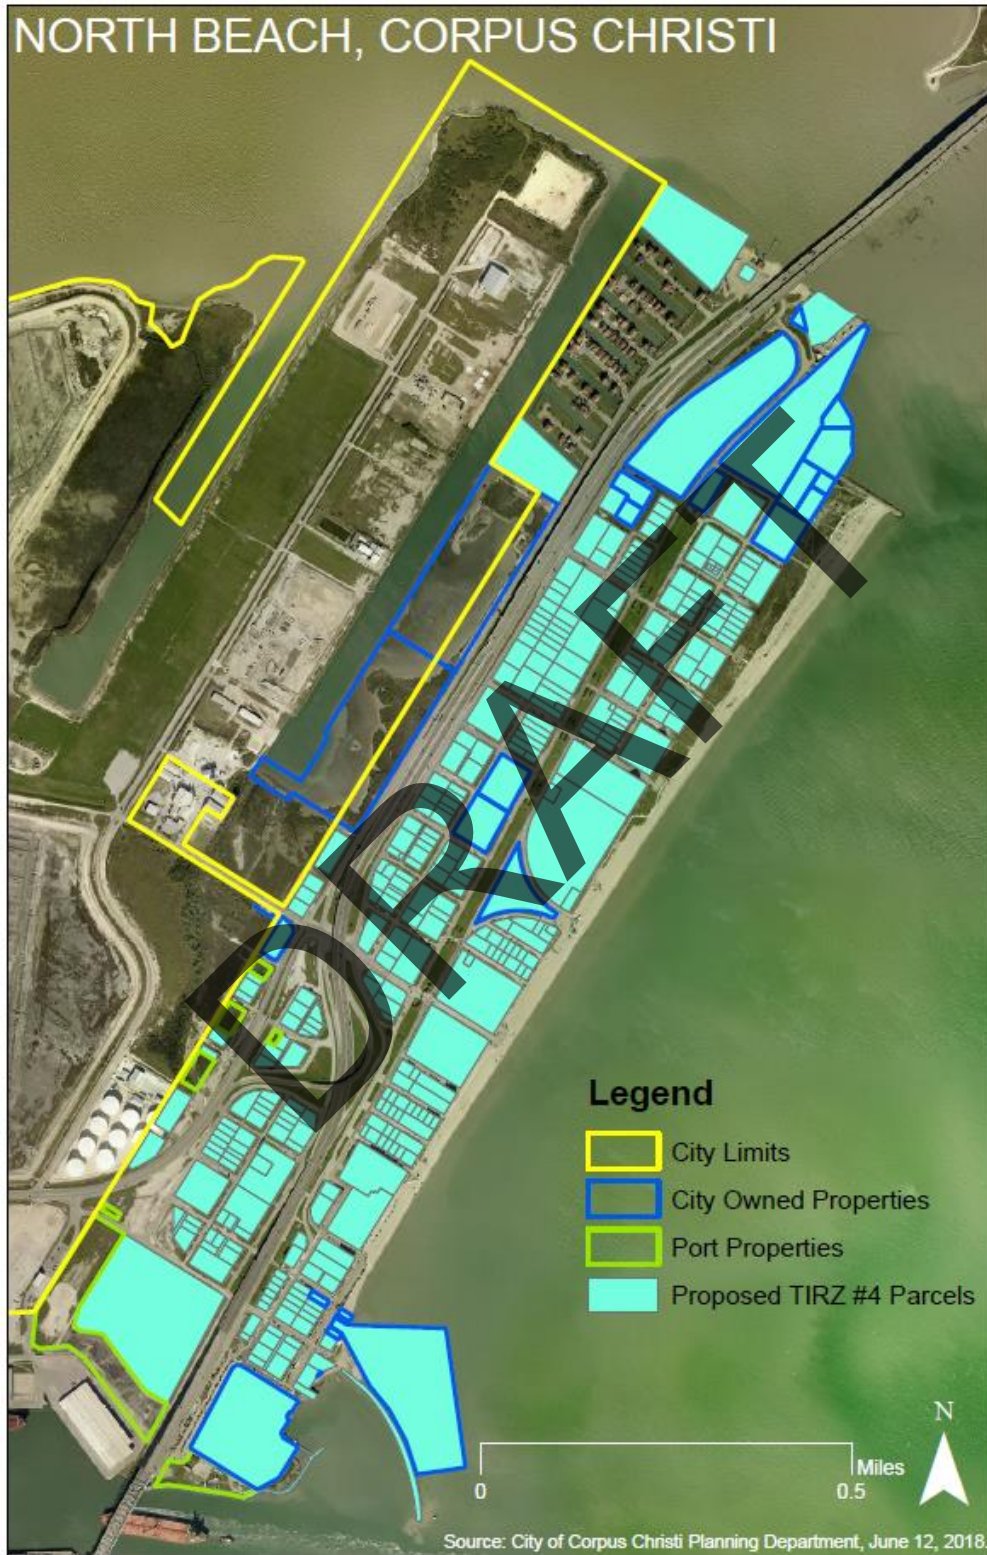 NORTH BEACH, CORPUS CHRISTI
DRAFT
Legend
City Limits
City Owned Properties
Port Properties
Proposed TIRZ #4 Parcels
N
Miles
0
0.5
Source: City of Corpus Christi Planning Department, June 12, 2018.